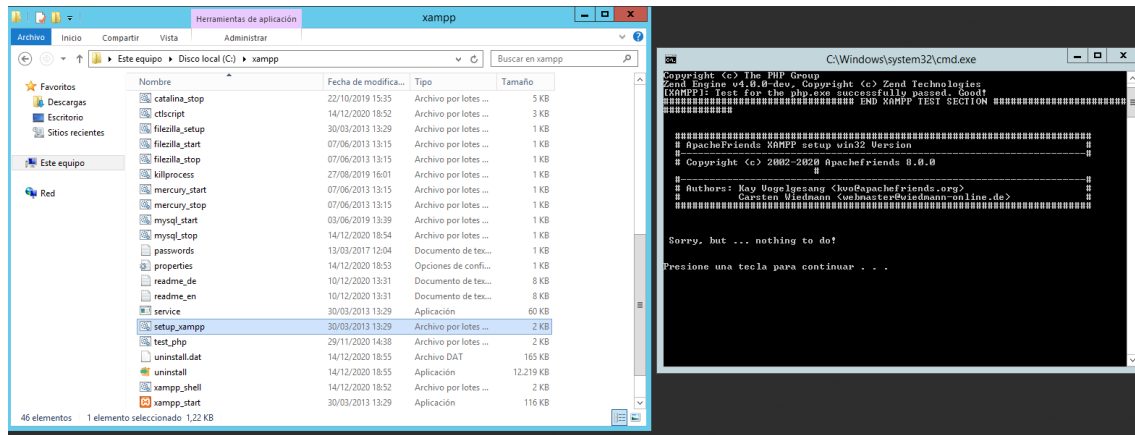 Herramientas de aplicación
xampp
Archivo Inicio Compartir Vista Administrar
Este equipo Disco local (C:) xampp
Buscar en xampp
Favoritos
Descargas
Escritorio
Sitios recientes
Este equipo
Red
Nombre Fecha de modifica... Tipo Tamaño
catalina_stop 22/10/2019 15:35 Archivo por lotes ... 5 KB
ctlscript 14/12/2020 18:52 Archivo por lotes ... 3 KB
filezilla_setup 30/03/2013 13:29 Archivo por lotes ... 1 KB
filezilla_start 07/06/2013 13:15 Archivo por lotes ... 1 KB
filezilla_stop 07/06/2013 13:15 Archivo por lotes ... 1 KB
killprocess 27/08/2019 16:01 Archivo por lotes ... 1 KB
mercury_start 07/06/2013 13:15 Archivo por lotes ... 1 KB
mercury_stop 07/06/2013 13:15 Archivo por lotes ... 1 KB
mysql_start 03/06/2019 13:39 Archivo por lotes ... 1 KB
mysql_stop 14/12/2020 18:54 Archivo por lotes ... 1 KB
passwords 13/03/2017 12:04 Documento de tex... 1 KB
properties 14/12/2020 18:53 Opciones de confi... 1 KB
readme_de 10/12/2020 13:31 Documento de tex... 8 KB
readme_en 10/12/2020 13:31 Documento de tex... 8 KB
service 30/03/2013 13:29 Aplicación 60 KB
setup_xampp 30/03/2013 13:29 Archivo por lotes ... 2 KB
test_php 29/11/2020 14:38 Archivo por lotes ... 2 KB
uninstall.dat 14/12/2020 18:55 Archivo DAT 165 KB
uninstall 14/12/2020 18:55 Aplicación 12.219 KB
xampp_shell 14/12/2020 18:52 Archivo por lotes ... 2 KB
xampp_start 30/03/2013 13:29 Aplicación 116 KB
46 elementos 1 elemento seleccionado 1,22 KB
C:\Windows\system32\cmd.exe
Copyright (c) The PHP Group
Zend Engine v4.0.0-dev, Copyright (c) Zend Technologies
[XAMPP]: Test for the php.exe successfully passed. Good!
################################# END XAMPP TEST SECTION #######################
############
########################################################################
# ApacheFriends XAMPP setup win32 Version #
#----------------------------------------------------------------------#
# Copyright (c) 2002-2020 Apachefriends 8.0.0
#
#----------------------------------------------------------------------#
# Authors: Kay Vogelgesang <kvo@apachefriends.org> #
# Carsten Wiedmann <webmaster@wiedmann-online.de> #
########################################################################
Sorry, but ... nothing to do!
Presione una tecla para continuar . . .